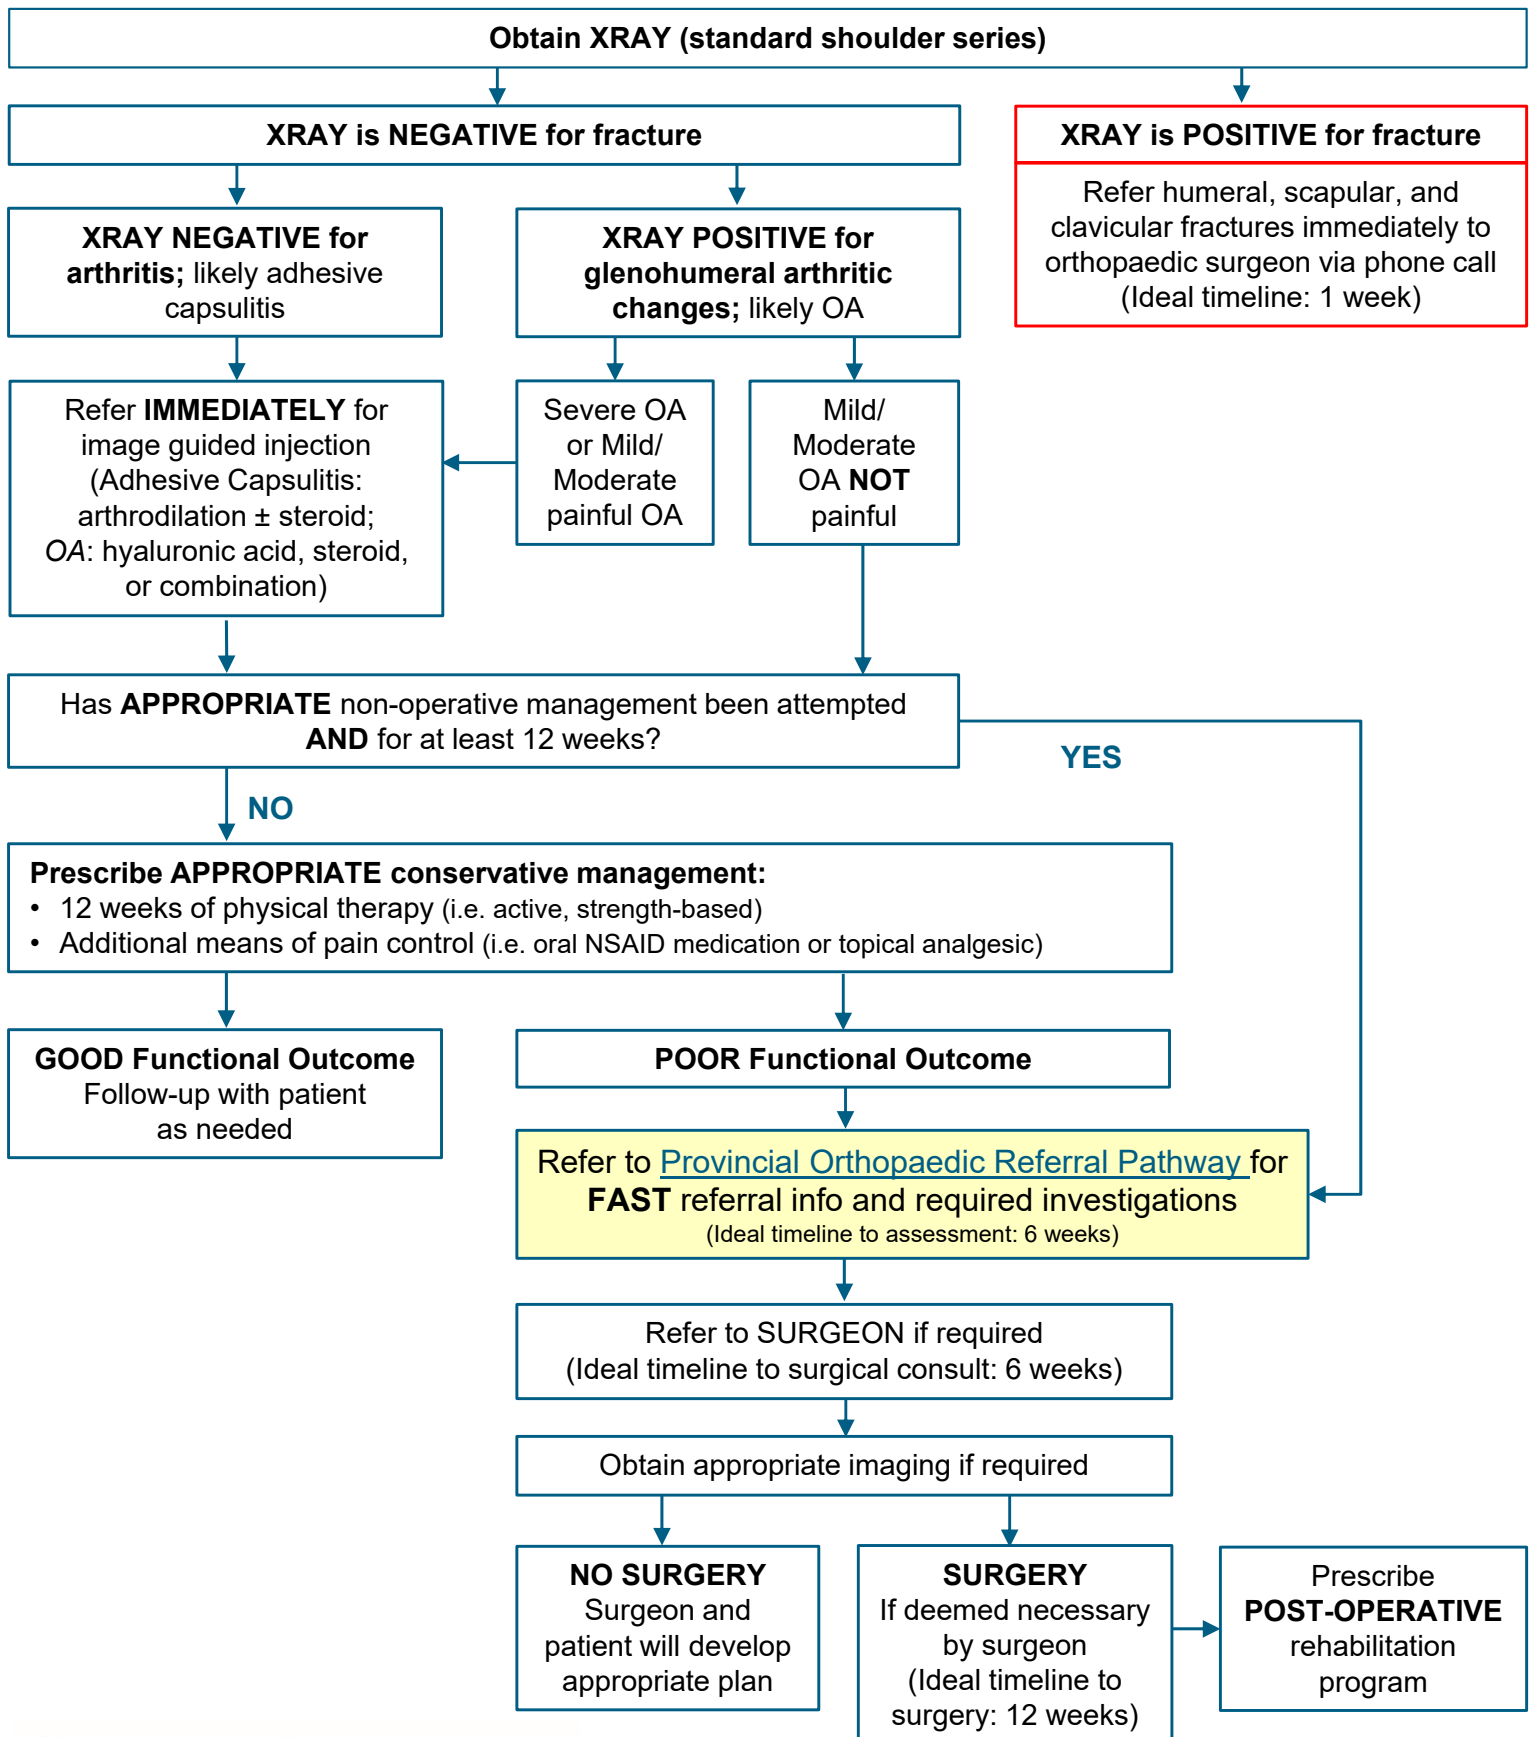 Obtain XRAY (standard shoulder series)
XRAY is NEGATIVE for fracture
XRAY is POSITIVE for fracture
Refer humeral, scapular, and
clavicular fractures immediately to
orthopaedic surgeon via phone call
(Ideal timeline: 1 week)
XRAY NEGATIVE for
arthritis; likely adhesive
capsulitis
XRAY POSITIVE for
glenohumeral arthritic
changes; likely OA
Refer IMMEDIATELY for
image guided injection
(Adhesive Capsulitis:
arthrodilation ± steroid;
OA: hyaluronic acid, steroid,
or combination)
Severe OA
or Mild/
Moderate
painful OA
Mild/
Moderate
OA NOT
painful
Has APPROPRIATE non-operative management been attempted
AND for at least 12 weeks?
YES
NO
Prescribe APPROPRIATE conservative management:
• 12 weeks of physical therapy (i.e. active, strength-based)
• Additional means of pain control (i.e. oral NSAID medication or topical analgesic)
GOOD Functional Outcome
Follow-up with patient
as needed
POOR Functional Outcome
Refer to Provincial Orthopaedic Referral Pathway for
FAST referral info and required investigations
(Ideal timeline to assessment: 6 weeks)
Refer to SURGEON if required
(Ideal timeline to surgical consult: 6 weeks)
Obtain appropriate imaging if required
NO SURGERY
Surgeon and
patient will develop
appropriate plan
SURGERY
If deemed necessary
by surgeon
(Ideal timeline to
surgery: 12 weeks)
Prescribe
POST-OPERATIVE
rehabilitation
program